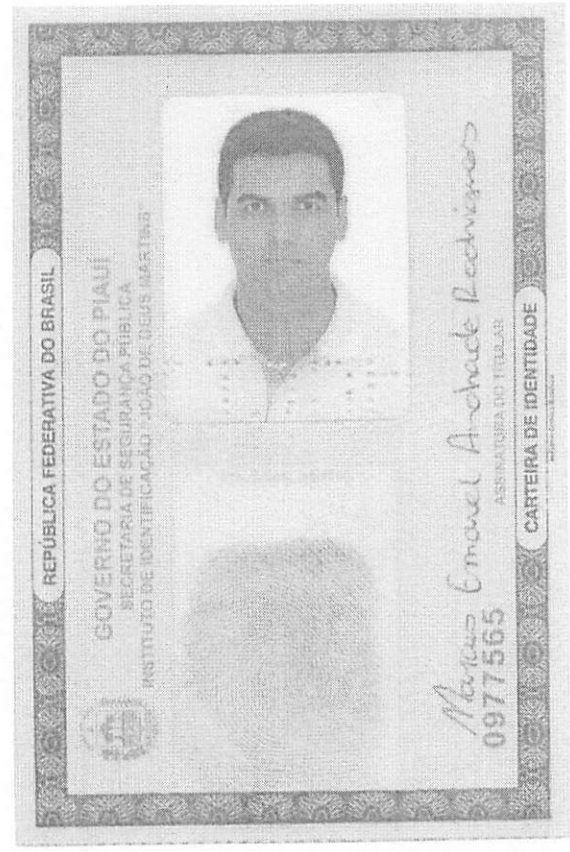 REPÚBLICA FEDERATIVA DO BRASIL
GOVERNO DO ESTADO DO PIAUÍ
SECRETARIA DE SEGURANÇA PÚBLICA
INSTITUTO DE IDENTIFICAÇÃO "JOÃO DE DEUS MARTINS"
Marcus Emanuel Andrade Rodrigues
0977565
ASSINATURA DO TITULAR
CARTEIRA DE IDENTIDADE